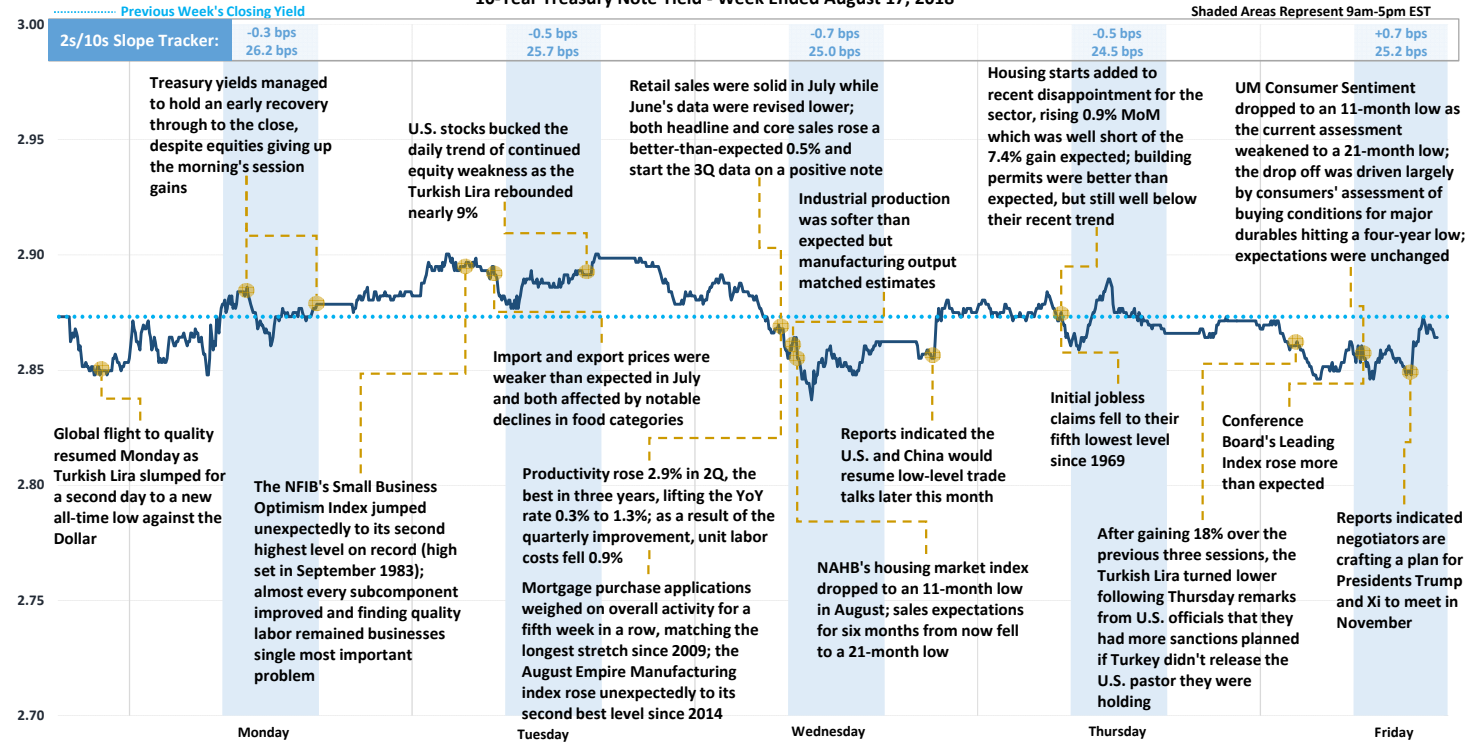 10-Year Treasury Note Yield - Week Ended August 17, 2018
Previous Week's Closing Yield
Shaded Areas Represent 9am-5pm EST
3.00
2s/10s Slope Tracker:
-0.3 bps
26.2 bps
-0.5 bps
25.7 bps
-0.7 bps
25.0 bps
-0.5 bps
24.5 bps
+0.7 bps
25.2 bps
2.95
2.90
2.85
2.80
2.75
2.70
Treasury yields managed
to hold an early recovery
through to the close,
despite equities giving up
the morning's session
gains
U.S. stocks bucked the
daily trend of continued
equity weakness as the
Turkish Lira rebounded
nearly 9%
Retail sales were solid in July while
June's data were revised lower;
both headline and core sales rose a
better-than-expected 0.5% and
start the 3Q data on a positive note
Industrial production
was softer than
expected but
manufacturing output
matched estimates
Housing starts added to
recent disappointment for the
sector, rising 0.9% MoM
which was well short of the
7.4% gain expected; building
permits were better than
expected, but still well below
their recent trend
UM Consumer Sentiment
dropped to an 11-month low as
the current assessment
weakened to a 21-month low;
the drop off was driven largely
by consumers' assessment of
buying conditions for major
durables hitting a four-year low;
expectations were unchanged
Global flight to quality
resumed Monday as
Turkish Lira slumped for
a second day to a new
all-time low against the
Dollar
The NFIB's Small Business
Optimism Index jumped
unexpectedly to its second
highest level on record (high
set in September 1983);
almost every subcomponent
improved and finding quality
labor remained businesses
single most important
problem
Import and export prices were
weaker than expected in July
and both affected by notable
declines in food categories
Productivity rose 2.9% in 2Q, the
best in three years, lifting the YoY
rate 0.3% to 1.3%; as a result of the
quarterly improvement, unit labor
costs fell 0.9%
Mortgage purchase applications
weighed on overall activity for a
fifth week in a row, matching the
longest stretch since 2009; the
August Empire Manufacturing
index rose unexpectedly to its
second best level since 2014
Reports indicated the
U.S. and China would
resume low-level trade
talks later this month
NAHB's housing market index
dropped to an 11-month low
in August; sales expectations
for six months from now fell
to a 21-month low
Initial jobless
claims fell to their
fifth lowest level
since 1969
Conference
Board's Leading
Index rose more
than expected
After gaining 18% over the
previous three sessions, the
Turkish Lira turned lower
following Thursday remarks
from U.S. officials that they
had more sanctions planned
if Turkey didn't release the
U.S. pastor they were
holding
Reports indicated
negotiators are
crafting a plan for
Presidents Trump
and Xi to meet in
November
Monday
Tuesday
Wednesday
Thursday
Friday